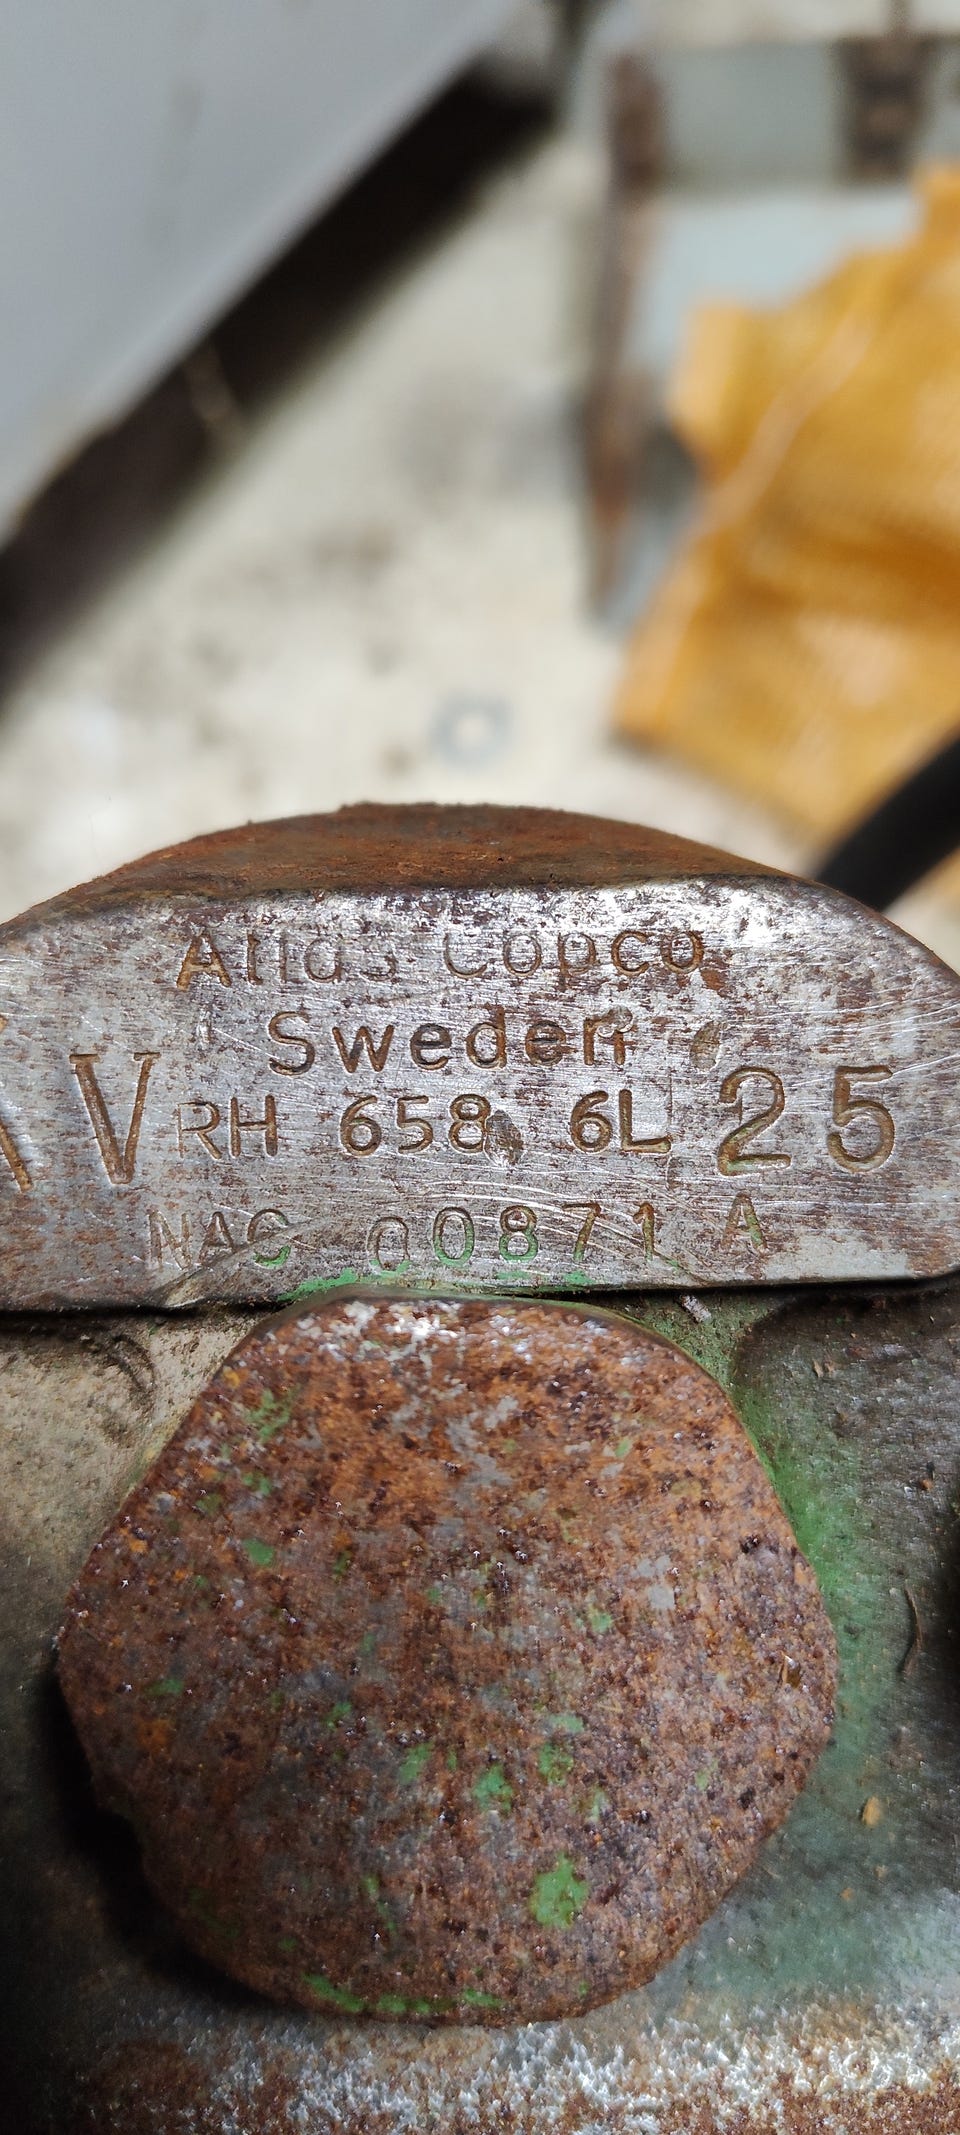 Atlas Copco
Sweden
V RH 658 6L 25
NAC 00871 A